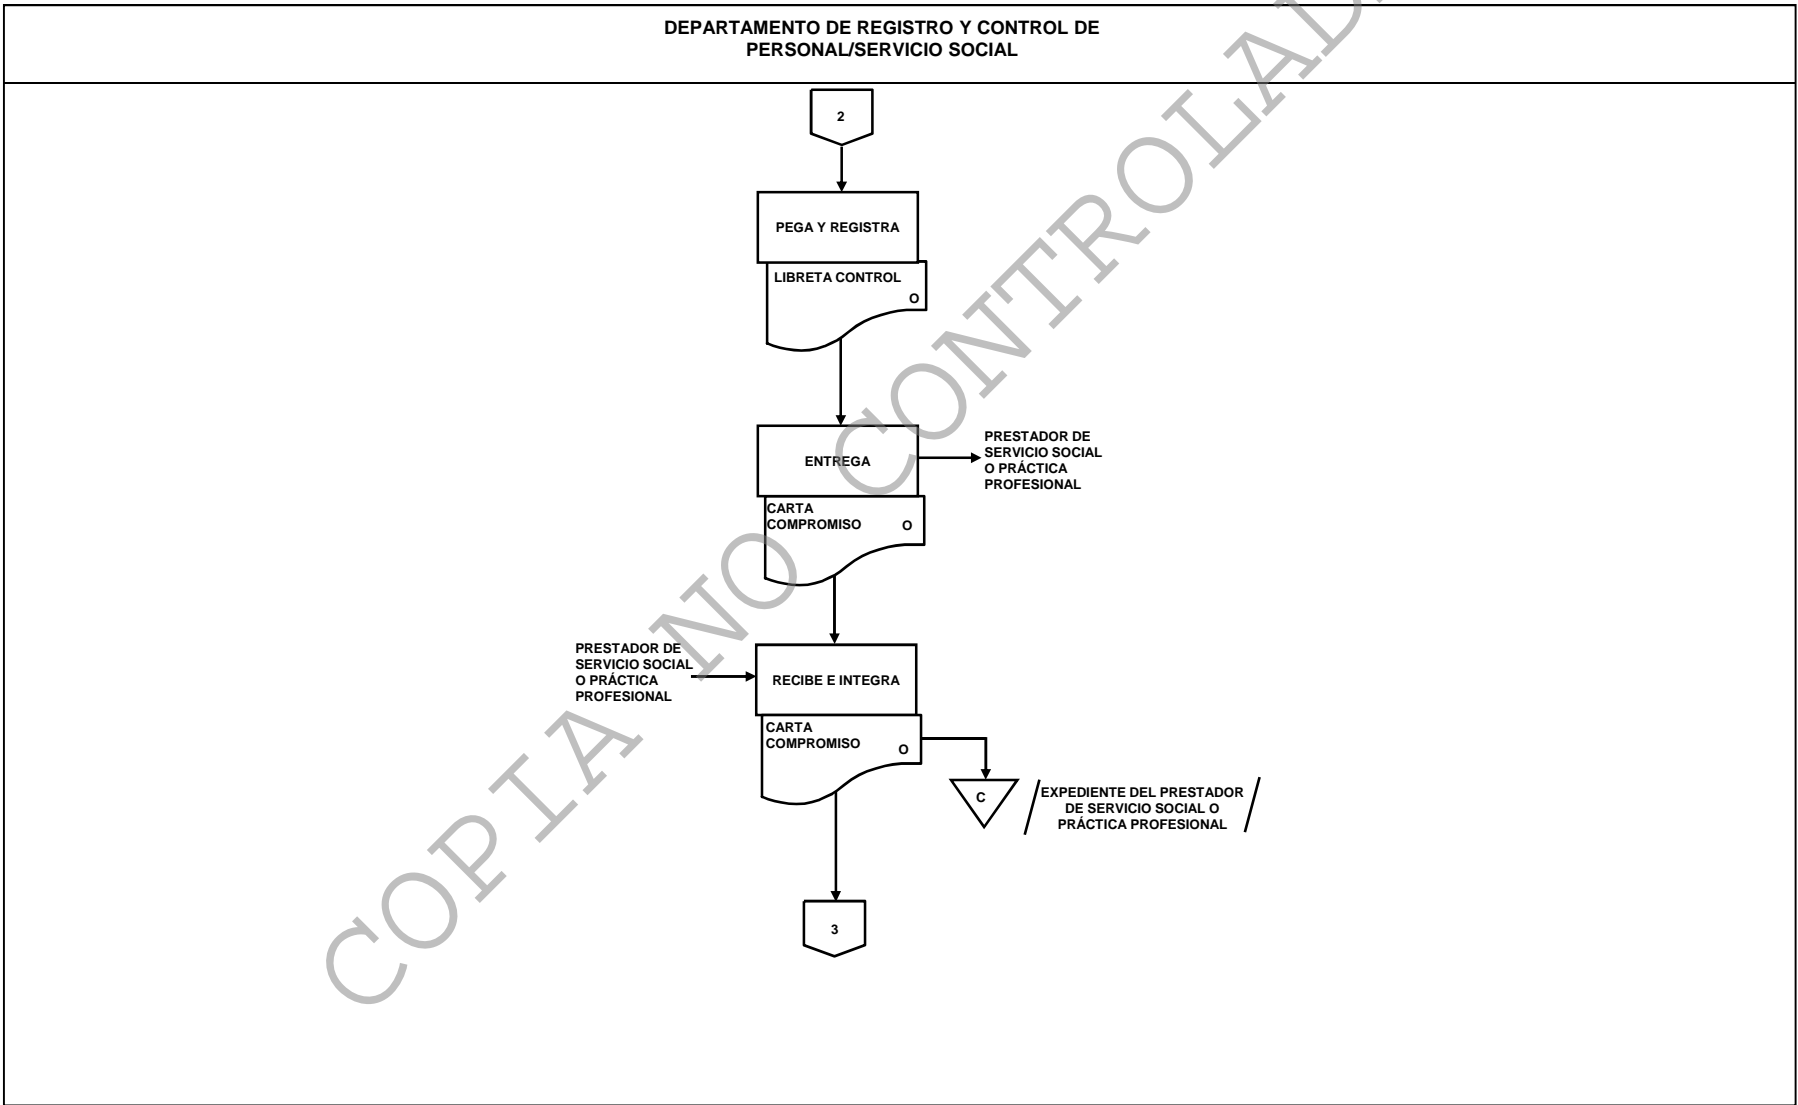 DEPARTAMENTO DE REGISTRO Y CONTROL DE
PERSONAL/SERVICIO SOCIAL
2
PEGA Y REGISTRA
LIBRETA CONTROL
O
ENTREGA
PRESTADOR DE
SERVICIO SOCIAL
O PRÁCTICA
PROFESIONAL
CARTA
COMPROMISO
O
PRESTADOR DE
SERVICIO SOCIAL
O PRÁCTICA
PROFESIONAL
RECIBE E INTEGRA
CARTA
COMPROMISO
O
C
EXPEDIENTE DEL PRESTADOR
DE SERVICIO SOCIAL O
PRÁCTICA PROFESIONAL
3
COPIA NO CONTROLAD